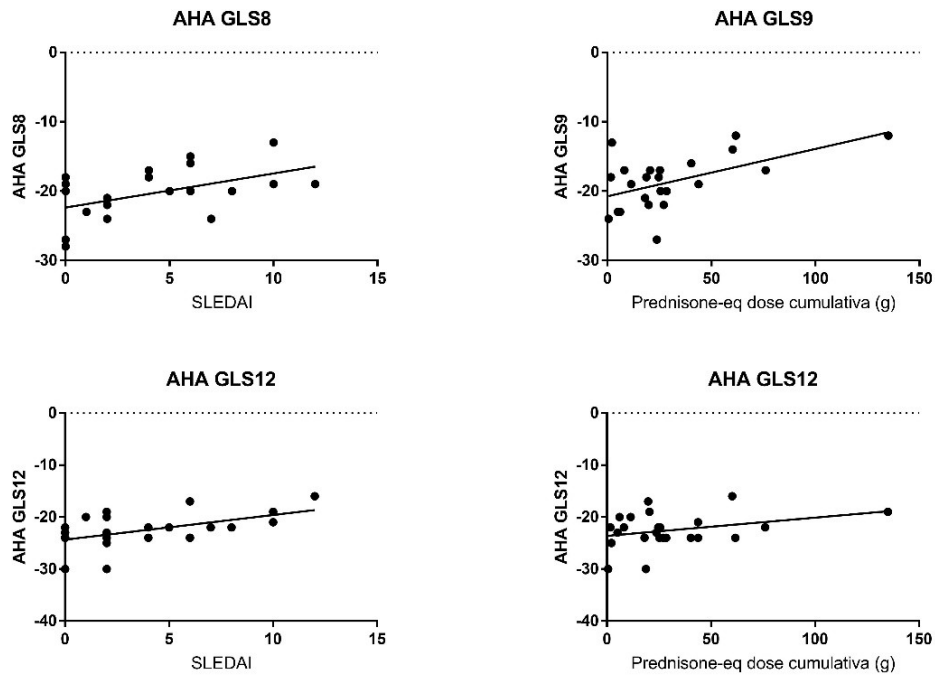 AHA GLS8
0
-10
-20
-30
AHA GLS8
0 5 10 15
SLEDAI
AHA GLS9
0
-10
-20
-30
AHA GLS9
0 50 100 150
Prednisone-eq dose cumulativa (g)
AHA GLS12
0
-10
-20
-30
-40
AHA GLS12
0 5 10 15
SLEDAI
AHA GLS12
0
-10
-20
-30
-40
AHA GLS12
0 50 100 150
Prednisone-eq dose cumulativa (g)